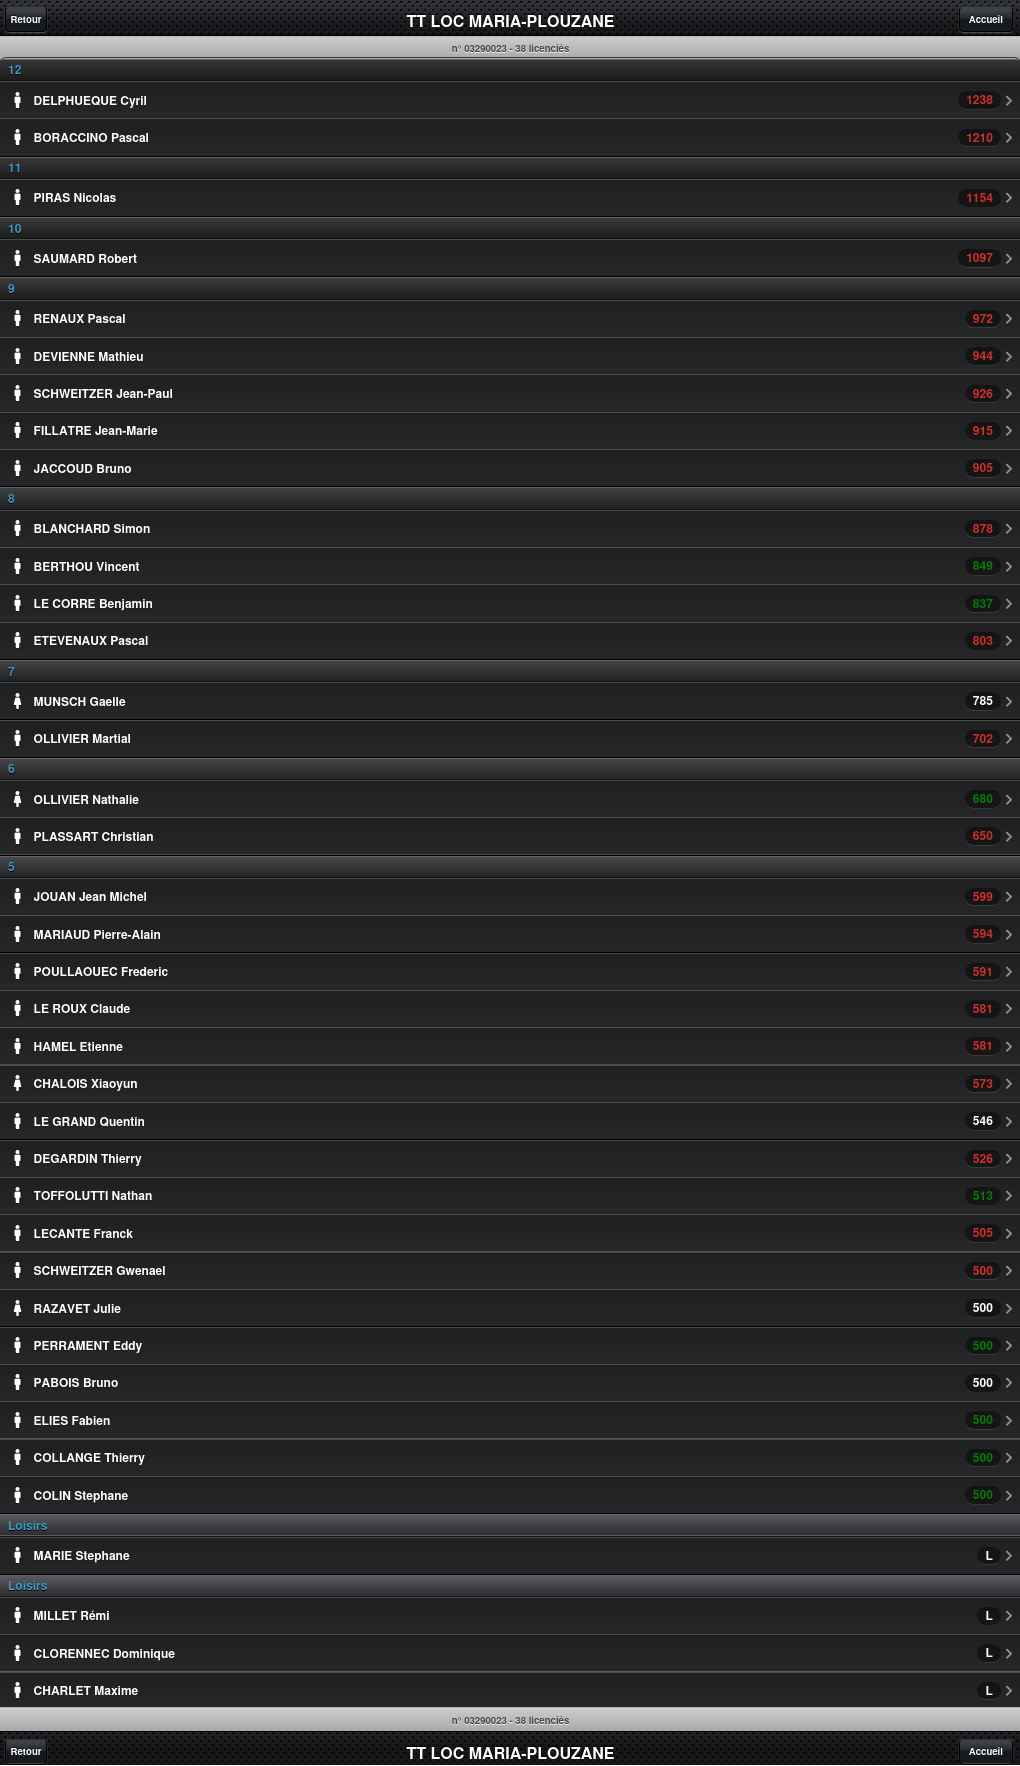 Retour
TT LOC MARIA-PLOUZANE
Accueil
n° 03290023 - 38 licenciés
12
DELPHUEQUE Cyril 1238
BORACCINO Pascal 1210
11
PIRAS Nicolas 1154
10
SAUMARD Robert 1097
9
RENAUX Pascal 972
DEVIENNE Mathieu 944
SCHWEITZER Jean-Paul 926
FILLATRE Jean-Marie 915
JACCOUD Bruno 905
8
BLANCHARD Simon 878
BERTHOU Vincent 849
LE CORRE Benjamin 837
ETEVENAUX Pascal 803
7
MUNSCH Gaelle 785
OLLIVIER Martial 702
6
OLLIVIER Nathalie 680
PLASSART Christian 650
5
JOUAN Jean Michel 599
MARIAUD Pierre-Alain 594
POULLAOUEC Frederic 591
LE ROUX Claude 581
HAMEL Etienne 581
CHALOIS Xiaoyun 573
LE GRAND Quentin 546
DEGARDIN Thierry 526
TOFFOLUTTI Nathan 513
LECANTE Franck 505
SCHWEITZER Gwenael 500
RAZAVET Julie 500
PERRAMENT Eddy 500
PABOIS Bruno 500
ELIES Fabien 500
COLLANGE Thierry 500
COLIN Stephane 500
Loisirs
MARIE Stephane L
Loisirs
MILLET Rémi L
CLORENNEC Dominique L
CHARLET Maxime L
n° 03290023 - 38 licenciés
Retour
TT LOC MARIA-PLOUZANE
Accueil